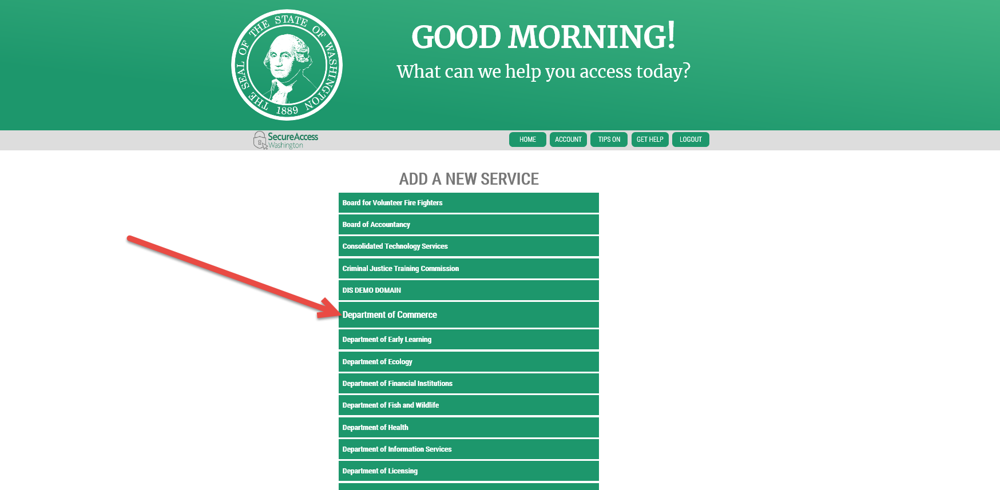 THE SEAL OF THE STATE OF WASHINGTON
1889
GOOD MORNING!
What can we help you access today?
SecureAccess
Washington
HOME ACCOUNT TIPS ON GET HELP LOGOUT
ADD A NEW SERVICE
Board for Volunteer Fire Fighters
Board of Accountancy
Consolidated Technology Services
Criminal Justice Training Commission
DIS DEMO DOMAIN
Department of Commerce
Department of Early Learning
Department of Ecology
Department of Financial Institutions
Department of Fish and Wildlife
Department of Health
Department of Information Services
Department of Licensing